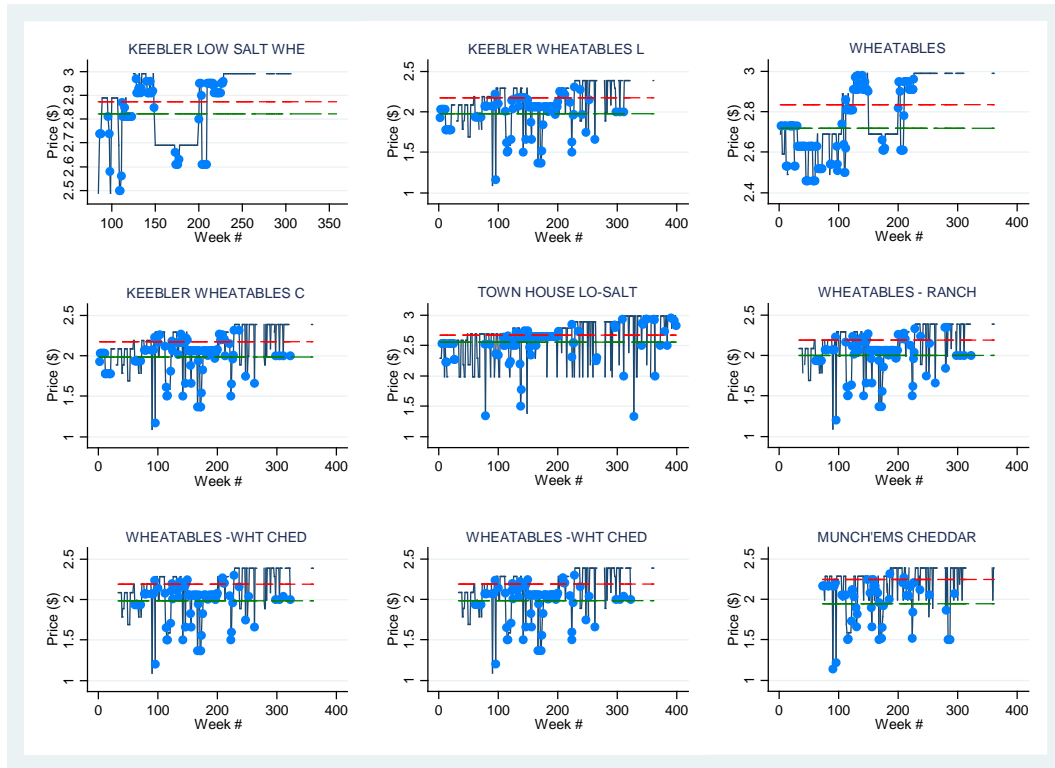 KEEBLER LOW SALT WHE
Price ($)
3
2.9
2.8
2.7
2.6
2.5
100 150 200 250 300 350
Week #
KEEBLER WHEATABLES L
Price ($)
2.5
2
1.5
1
0 100 200 300 400
Week #
WHEATABLES
Price ($)
3
2.8
2.6
2.4
0 100 200 300 400
Week #
KEEBLER WHEATABLES C
Price ($)
2.5
2
1.5
1
0 100 200 300 400
Week #
TOWN HOUSE LO-SALT
Price ($)
3
2.5
2
1.5
1
0 100 200 300 400
Week #
WHEATABLES - RANCH
Price ($)
2.5
2
1.5
1
0 100 200 300 400
Week #
WHEATABLES -WHT CHED
Price ($)
2.5
2
1.5
1
0 100 200 300 400
Week #
WHEATABLES -WHT CHED
Price ($)
2.5
2
1.5
1
0 100 200 300 400
Week #
MUNCH'EMS CHEDDAR
Price ($)
2.5
2
1.5
1
0 100 200 300 400
Week #